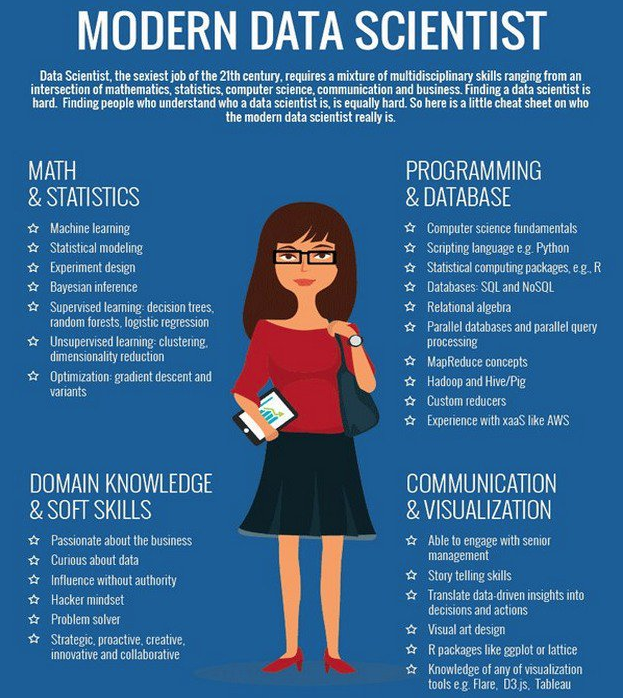 MODERN DATA SCIENTIST
Data Scientist, the sexiest job of the 21th century, requires a mixture of multidisciplinary skills ranging from an
intersection of mathematics, statistics, computer science, communication and business. Finding a data scientist is
hard. Finding people who understand who a data scientist is, is equally hard. So here is a little cheat sheet on who
the modern data scientist really is.
MATH
& STATISTICS
Machine learning
Statistical modeling
Experiment design
Bayesian inference
Supervised learning: decision trees,
random forests, logistic regression
Unsupervised learning: clustering,
dimensionality reduction
Optimization: gradient descent and
variants
PROGRAMMING
& DATABASE
Computer science fundamentals
Scripting language e.g. Python
Statistical computing packages, e.g., R
Databases: SQL and NoSQL
Relational algebra
Parallel databases and parallel query
processing
MapReduce concepts
Hadoop and Hive/Pig
Custom reducers
Experience with xaaS like AWS
DOMAIN KNOWLEDGE
& SOFT SKILLS
Passionate about the business
Curious about data
Influence without authority
Hacker mindset
Problem solver
Strategic, proactive, creative,
innovative and collaborative
COMMUNICATION
& VISUALIZATION
Able to engage with senior
management
Story telling skills
Translate data-driven insights into
decisions and actions
Visual art design
R packages like ggplot or lattice
Knowledge of any of visualization
tools e.g. Flare, D3.js, Tableau